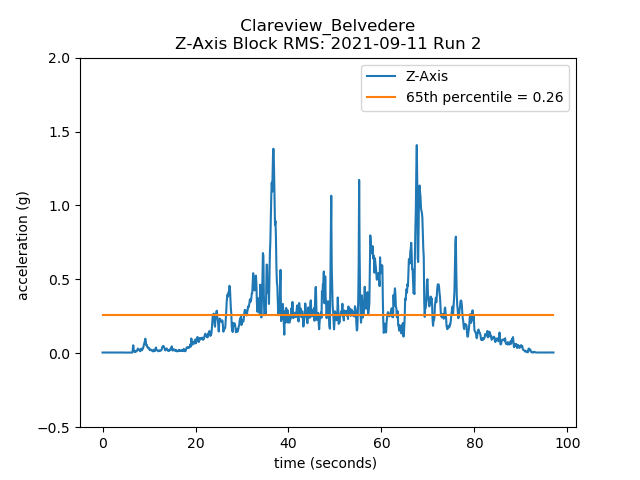 Clareview_Belvedere
Z-Axis Block RMS: 2021-09-11 Run 2
2.0
1.5
1.0
0.5
0.0
−0.5
acceleration (g)
Z-Axis
65th percentile = 0.26
0 20 40 60 80 100
time (seconds)